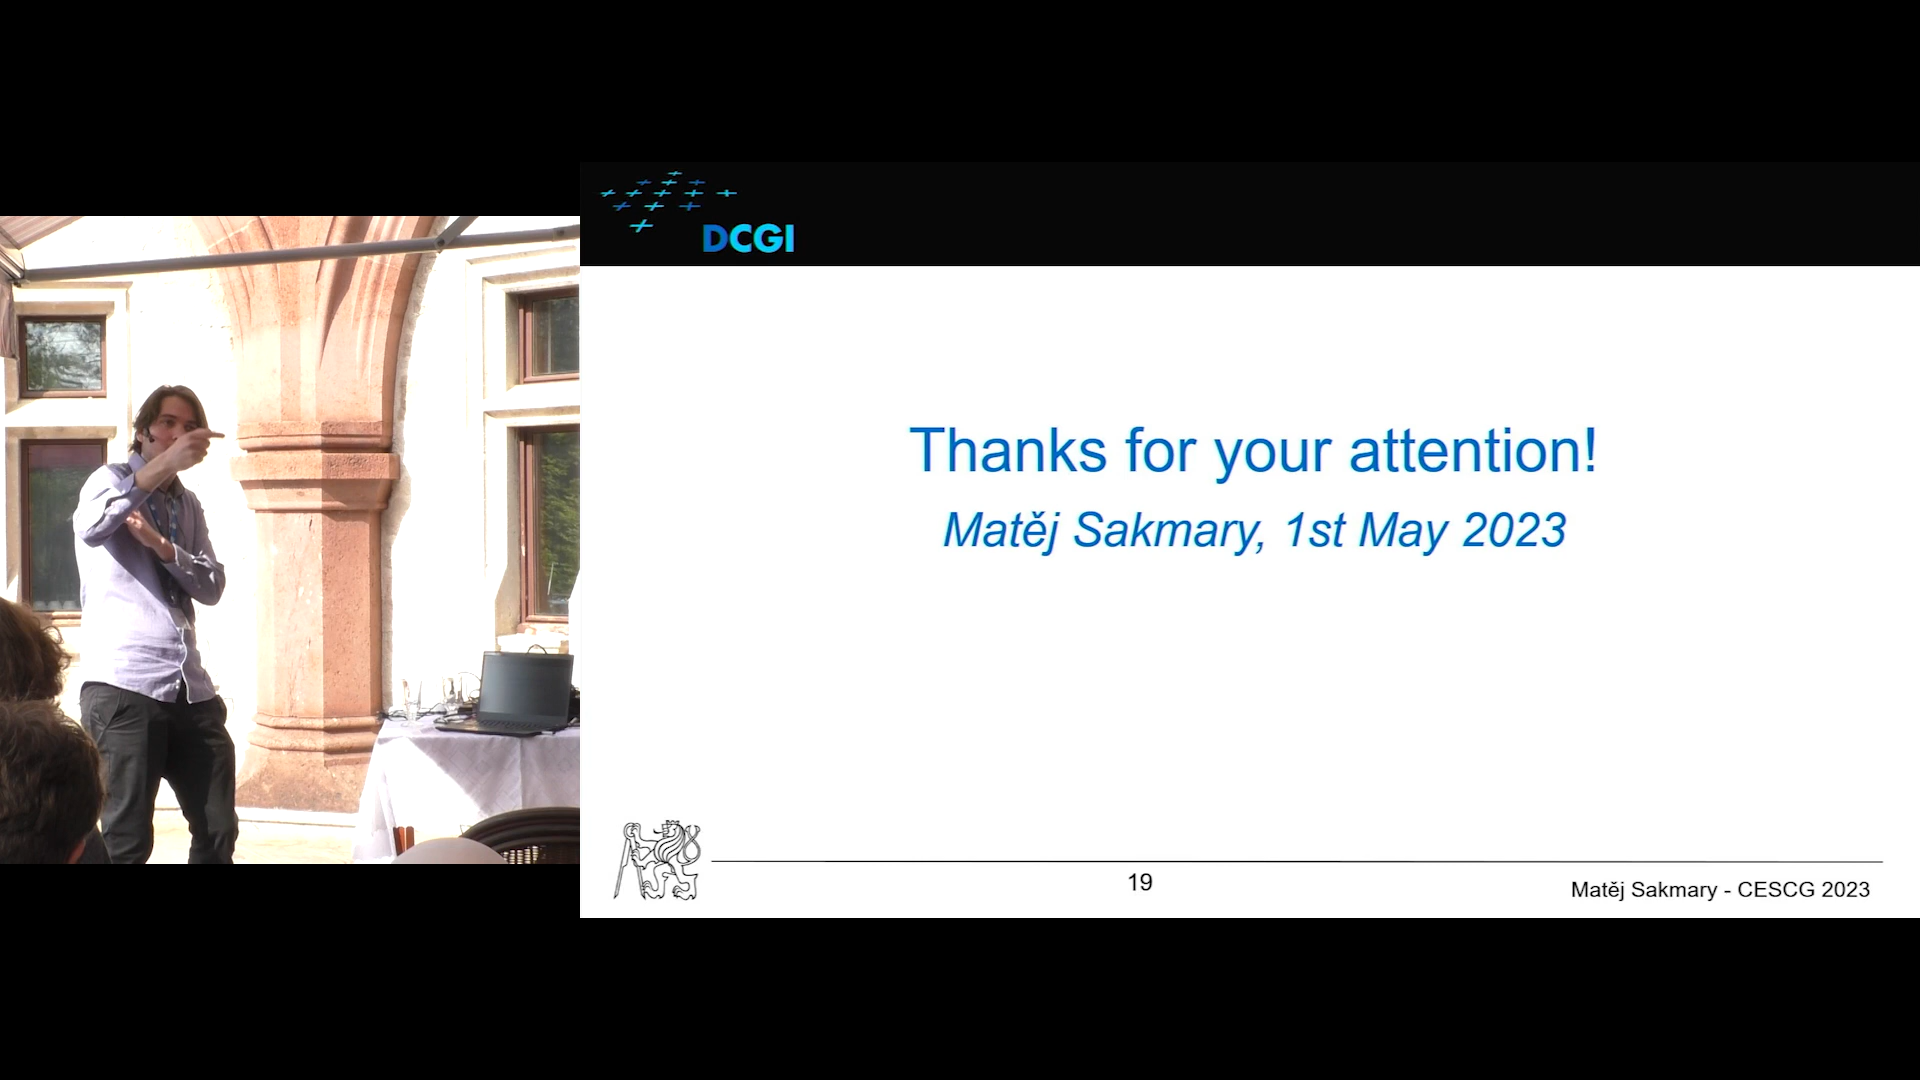 DCGI
Thanks for your attention!
Matěj Sakmary, 1st May 2023
19
Matěj Sakmary - CESCG 2023